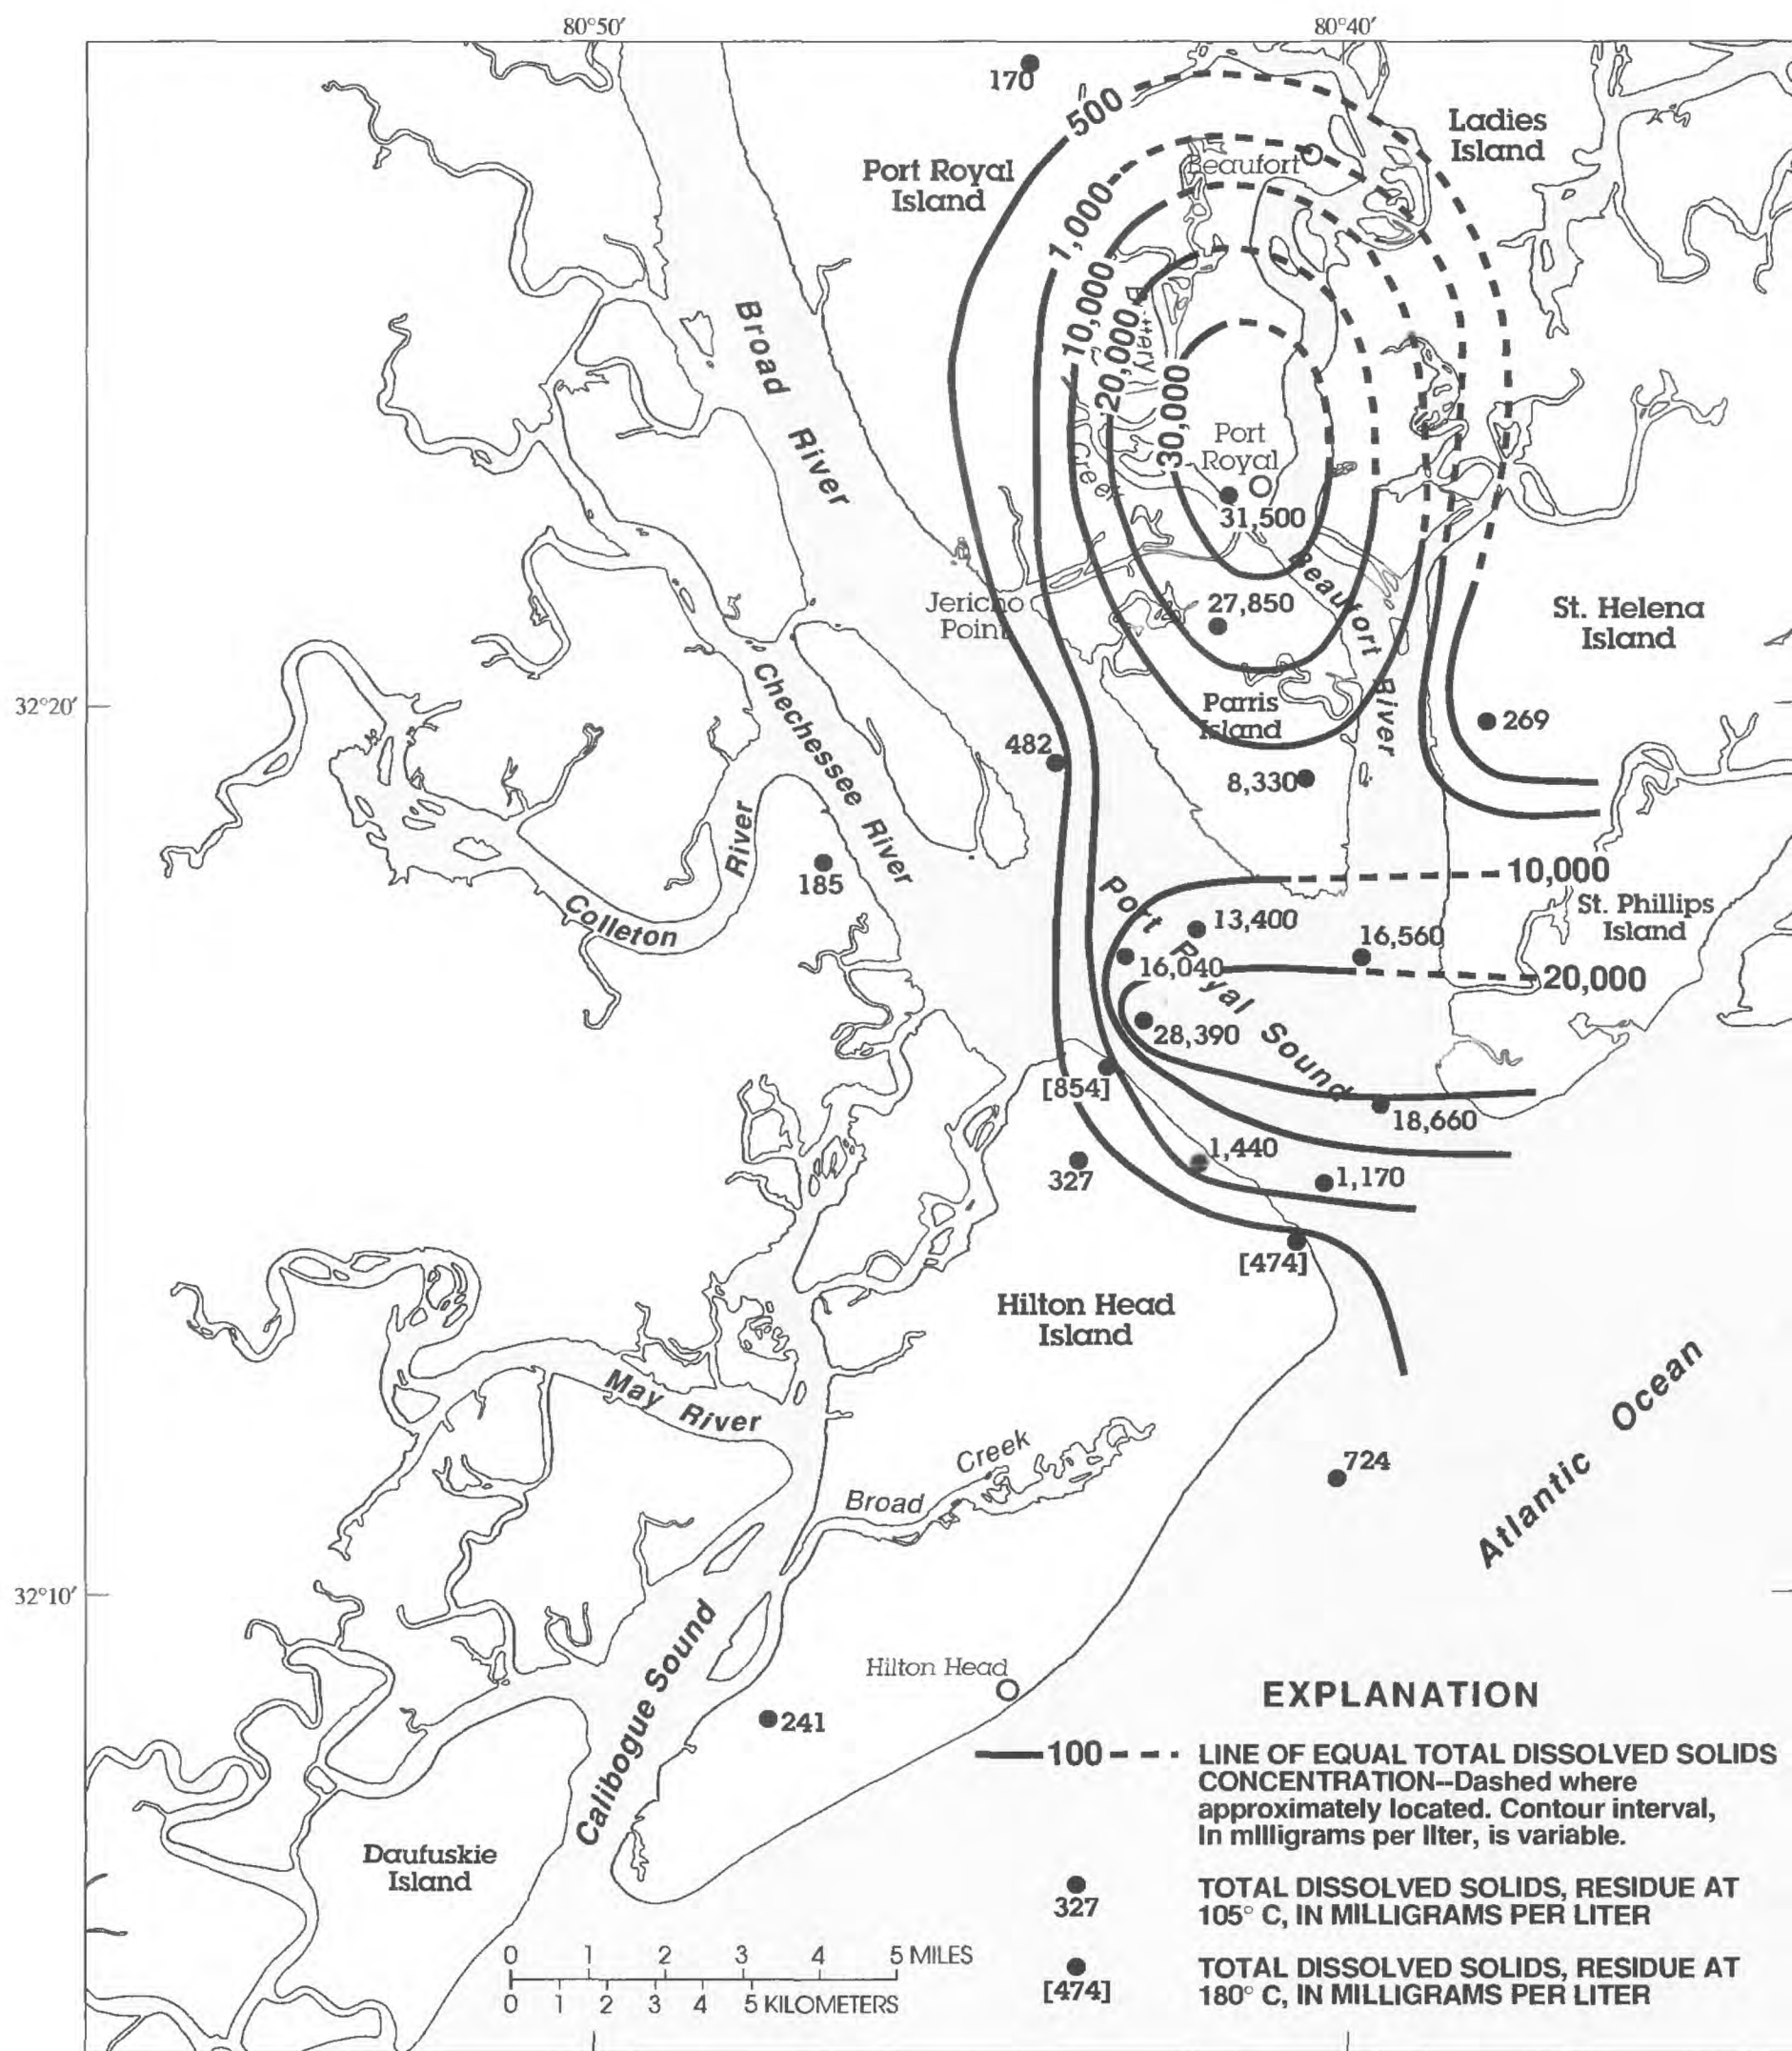 80°50′
80°40′
170
500
Ladies
Island
Port Royal
Island
Beaufort
1,000
10,000
20,000
30,000
Broad
River
Port
Royal
31,500
Creek
Jericho
Point
27,850
Beaufort
River
St. Helena
Island
32°20′
Chechessee
River
Parris
Island
269
482
8,330
185
River
Colleton
10,000
Port
Royal
Sound
13,400
16,560
St. Phillips
Island
16,040
20,000
28,390
[854]
18,660
1,440
327
1,170
[474]
Hilton Head
Island
May River
Atlantic
Ocean
Creek
Broad
724
32°10′
Calibogue Sound
Hilton Head
241
Daufuskie
Island
EXPLANATION
100
LINE OF EQUAL TOTAL DISSOLVED SOLIDS
CONCENTRATION--Dashed where
approximately located. Contour interval,
In milligrams per liter, is variable.
327
TOTAL DISSOLVED SOLIDS, RESIDUE AT
105° C, IN MILLIGRAMS PER LITER
[474]
TOTAL DISSOLVED SOLIDS, RESIDUE AT
180° C, IN MILLIGRAMS PER LITER
0 1 2 3 4 5 MILES
0 1 2 3 4 5 KILOMETERS